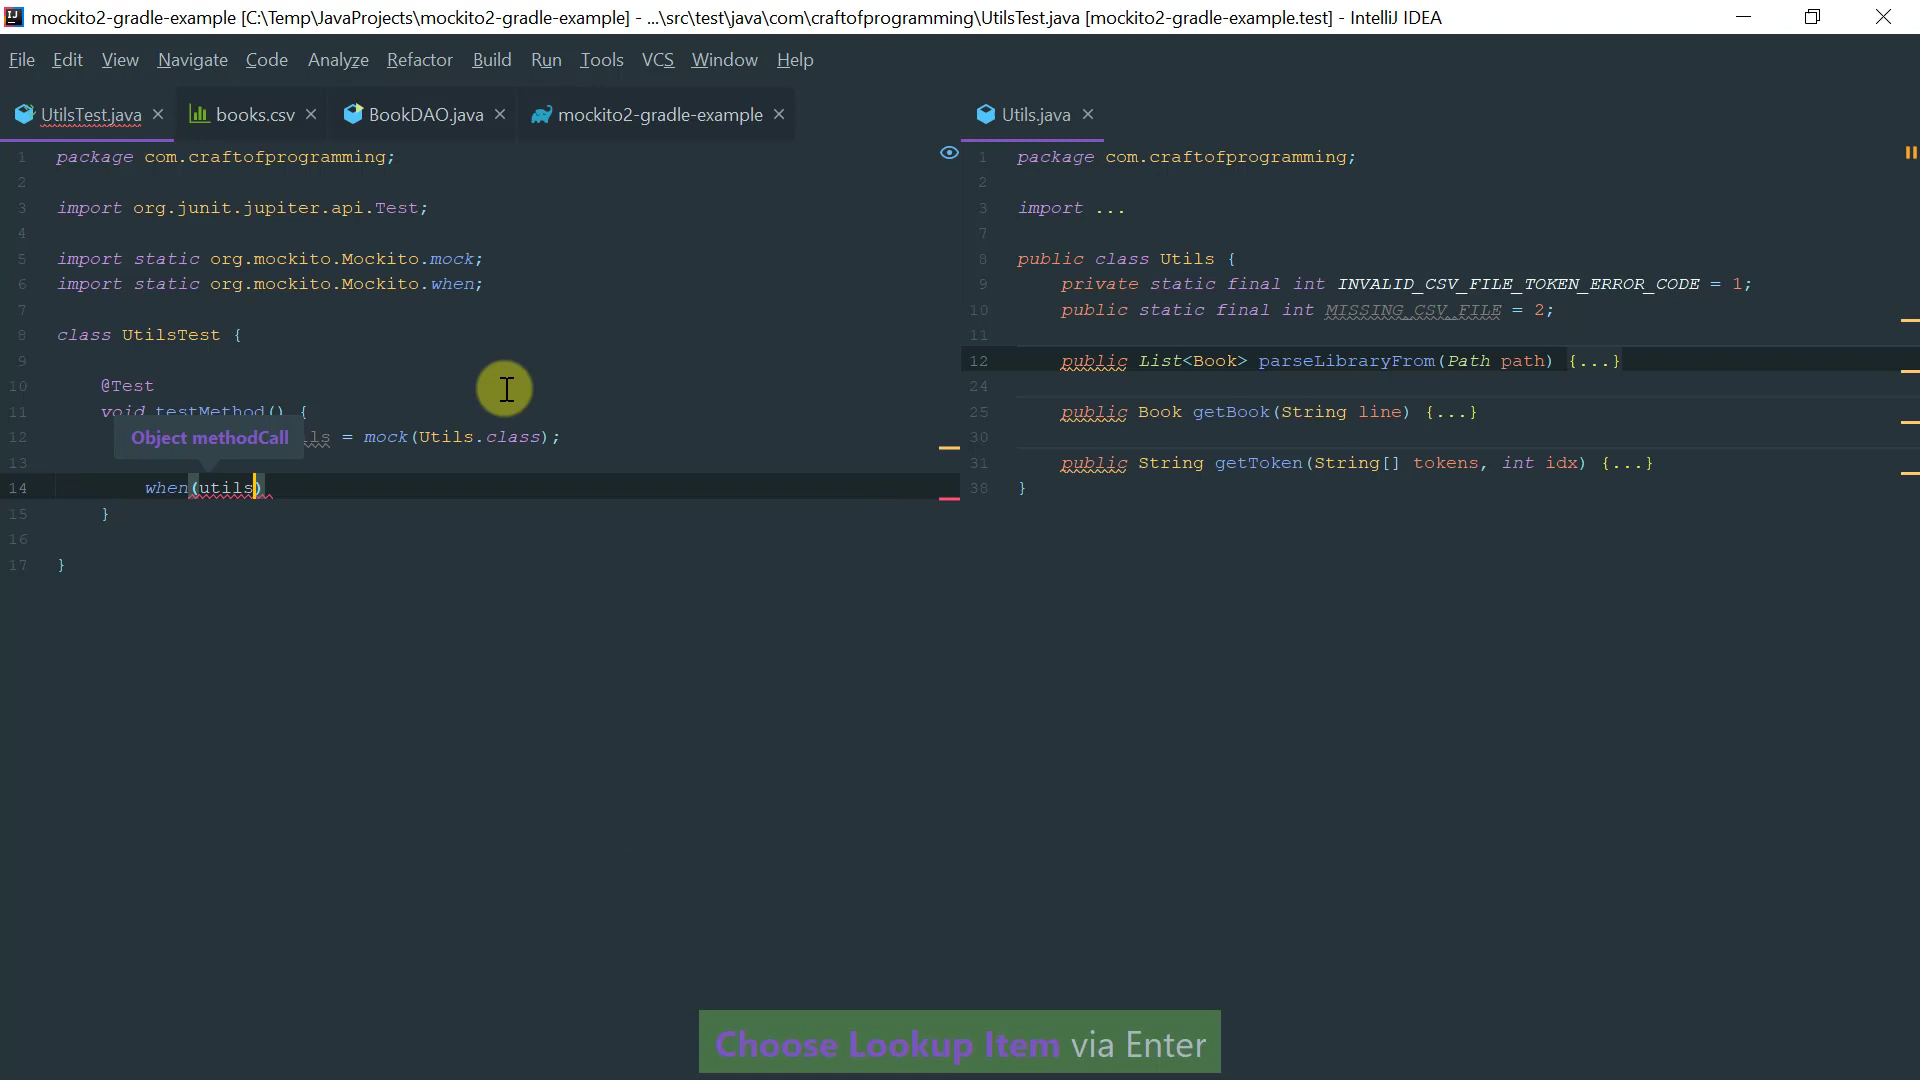 mockito2-gradle-example [C:\Temp\JavaProjects\mockito2-gradle-example] - ...\src\test\java\com\craftofprogramming\UtilsTest.java [mockito2-gradle-example.test] - IntelliJ IDEA
File Edit View Navigate Code Analyze Refactor Build Run Tools VCS Window Help
UtilsTest.java books.csv BookDAO.java mockito2-gradle-example
1 package com.craftofprogramming;
2
3 import org.junit.jupiter.api.Test;
4
5 import static org.mockito.Mockito.mock;
6 import static org.mockito.Mockito.when;
7
8 class UtilsTest {
9
10 @Test
11 void testMethod() {
12 ls = mock(Utils.class);
Object methodCall
13
14 when(utils)
15 }
16
17 }
Utils.java
1 package com.craftofprogramming;
2
3 import ...
7
8 public class Utils {
9 private static final int INVALID_CSV_FILE_TOKEN_ERROR_CODE = 1;
10 public static final int MISSING_CSV_FILE = 2;
11
12 public List<Book> parseLibraryFrom(Path path) {...}
24
25 public Book getBook(String line) {...}
30
31 public String getToken(String[] tokens, int idx) {...}
38 }
Choose Lookup Item via Enter